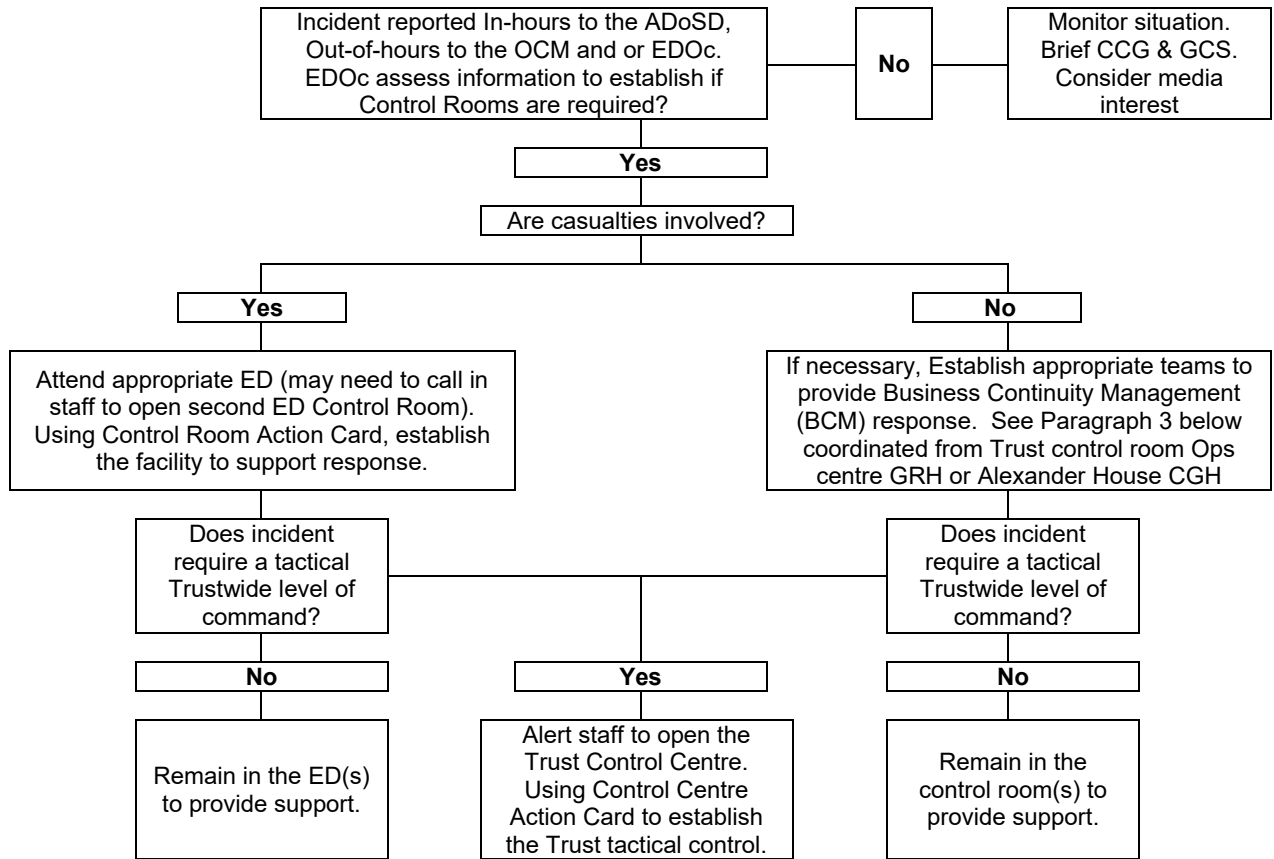 Incident reported In-hours to the ADoSD,
Out-of-hours to the OCM and or EDOc.
EDOc assess information to establish if
Control Rooms are required?
No
Monitor situation.
Brief CCG & GCS.
Consider media
interest
Yes
Are casualties involved?
Yes
No
Attend appropriate ED (may need to call in
staff to open second ED Control Room).
Using Control Room Action Card, establish
the facility to support response.
If necessary, Establish appropriate teams to
provide Business Continuity Management
(BCM) response.  See Paragraph 3 below
coordinated from Trust control room Ops
centre GRH or Alexander House CGH
Does incident
require a tactical
Trustwide level of
command?
Does incident
require a tactical
Trustwide level of
command?
No
Yes
No
Remain in the ED(s)
to provide support.
Alert staff to open the
Trust Control Centre.
Using Control Centre
Action Card to establish
the Trust tactical control.
Remain in the
control room(s) to
provide support.